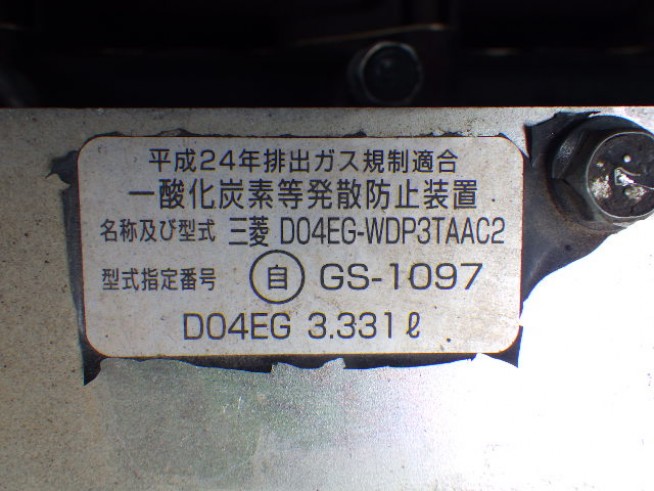 平成24年排出ガス規制適合
一酸化炭素等発散防止装置
名称及び型式 三菱 D04EG-WDP3TAAC2
型式指定番号 自 GS-1097
D04EG 3.331ℓ